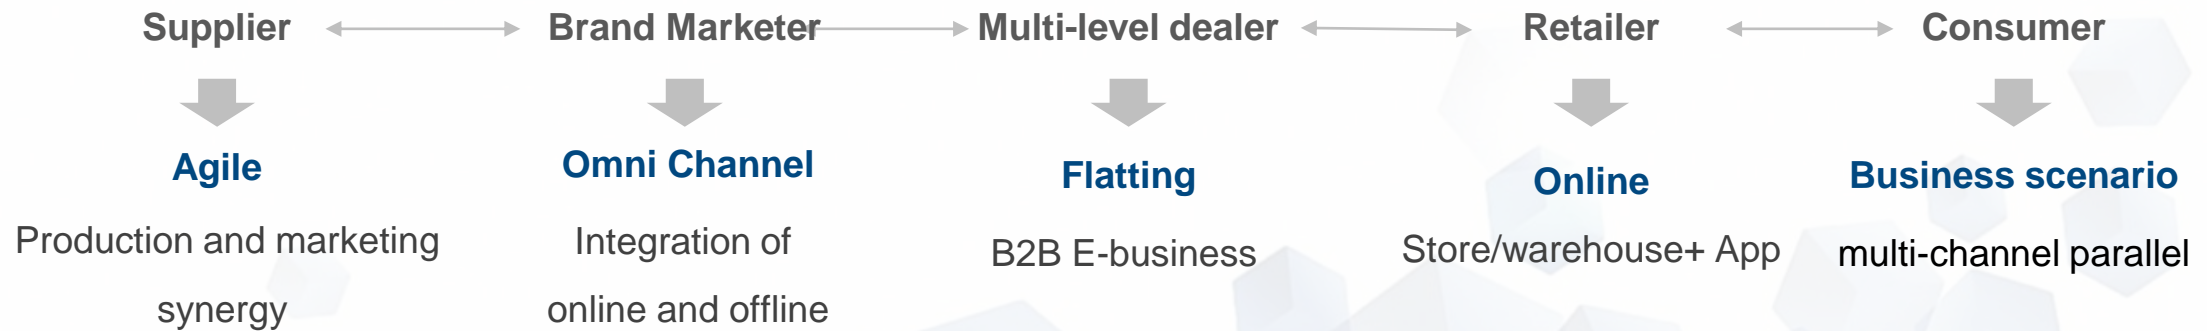 Supplier
Brand Marketer
Multi-level dealer
Retailer
Consumer
Agile
Omni Channel
Flatting
Online
Business scenario
Production and marketing
synergy
Integration of
online and offline
B2B E-business
Store/warehouse+ App
multi-channel parallel